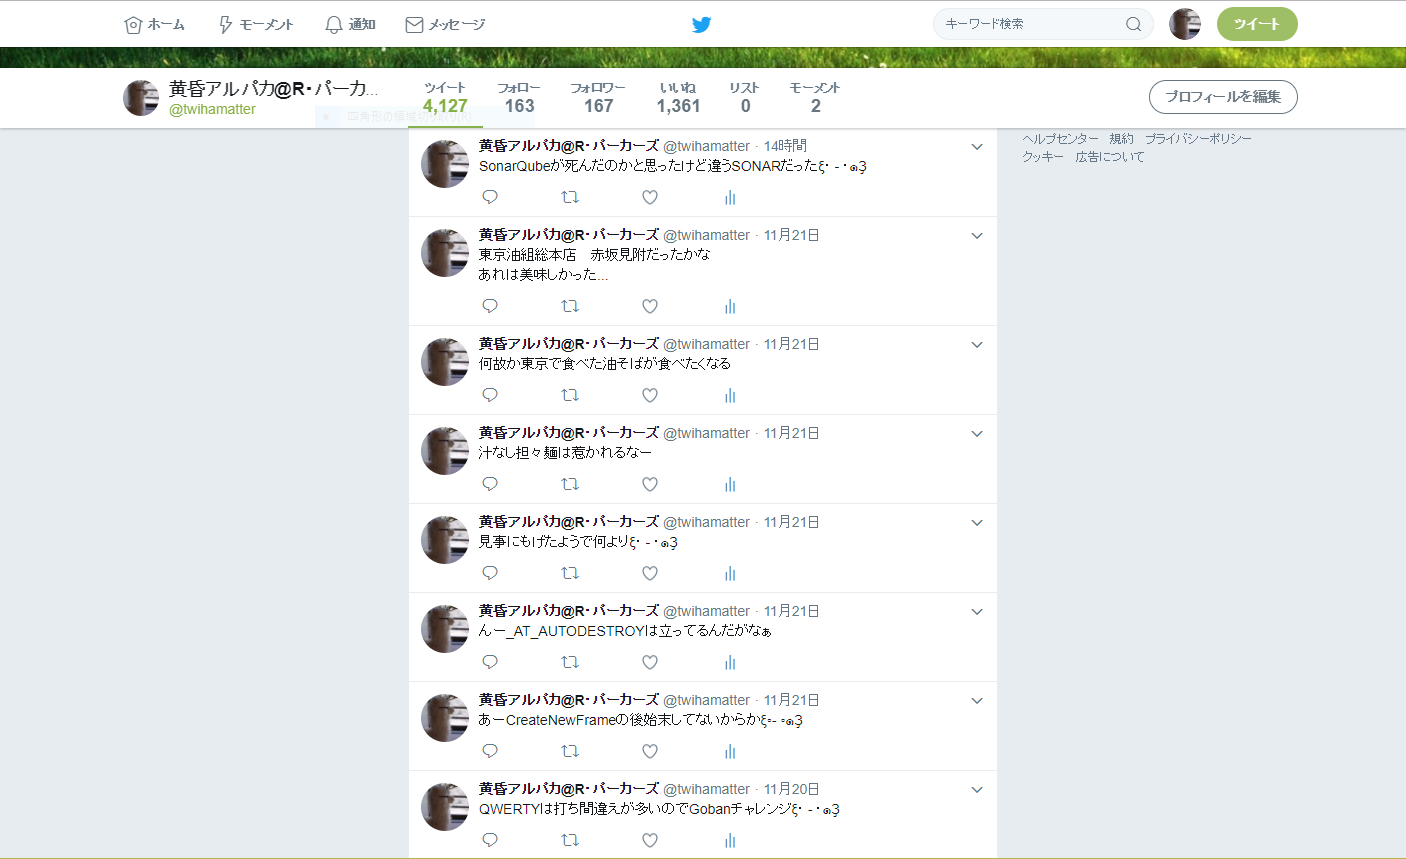 ホーム モーメント 通知 メッセージ キーワード検索 ツイート
黄昏アルパカ@R・パーカ...
@twihamatter
ツイート フォロー フォロワー いいね リスト モーメント
4,127 163 167 1,361 0 2
プロフィールを編集
四角形の領域切り取り(R)
ヘルプセンター 規約 プライバシーポリシー
クッキー 広告について
黄昏アルパカ@R・パーカーズ @twihamatter · 14時間
SonarQubeが死んだのかと思ったけど違うSONARだったξ・ - ・๑ҙ 
黄昏アルパカ@R・パーカーズ @twihamatter · 11月21日
東京油組総本店　赤坂見附だったかな
あれは美味しかった...
黄昏アルパカ@R・パーカーズ @twihamatter · 11月21日
何故か東京で食べた油そばが食べたくなる
黄昏アルパカ@R・パーカーズ @twihamatter · 11月21日
汁なし担々麺は惹かれるなー
黄昏アルパカ@R・パーカーズ @twihamatter · 11月21日
見事にもげたようで何よりξ・ - ・๑ҙ 
黄昏アルパカ@R・パーカーズ @twihamatter · 11月21日
んー_AT_AUTODESTROYは立ってるんだがなぁ
黄昏アルパカ@R・パーカーズ @twihamatter · 11月21日
あーCreateNewFrameの後始末してないからかξ◦- ◦๑ҙ 
黄昏アルパカ@R・パーカーズ @twihamatter · 11月20日
QWERTYは打ち間違えが多いのでGobanチャレンジξ・ - ・๑ҙ